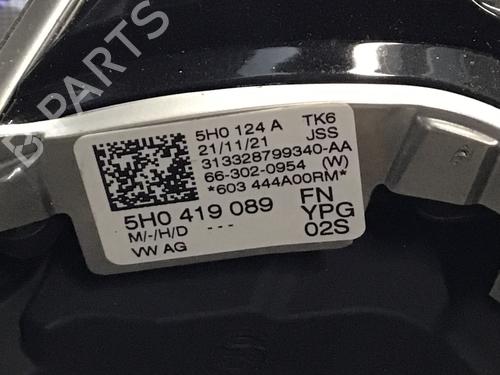 B PARTS
5H0 124 A TK6
21/11/21 JSS
313328799340-AA
66-302-0954 (W)
*603 444A00RM*
5H0 419 089 FN
M/-/H/D --- YPG
VW AG 02S